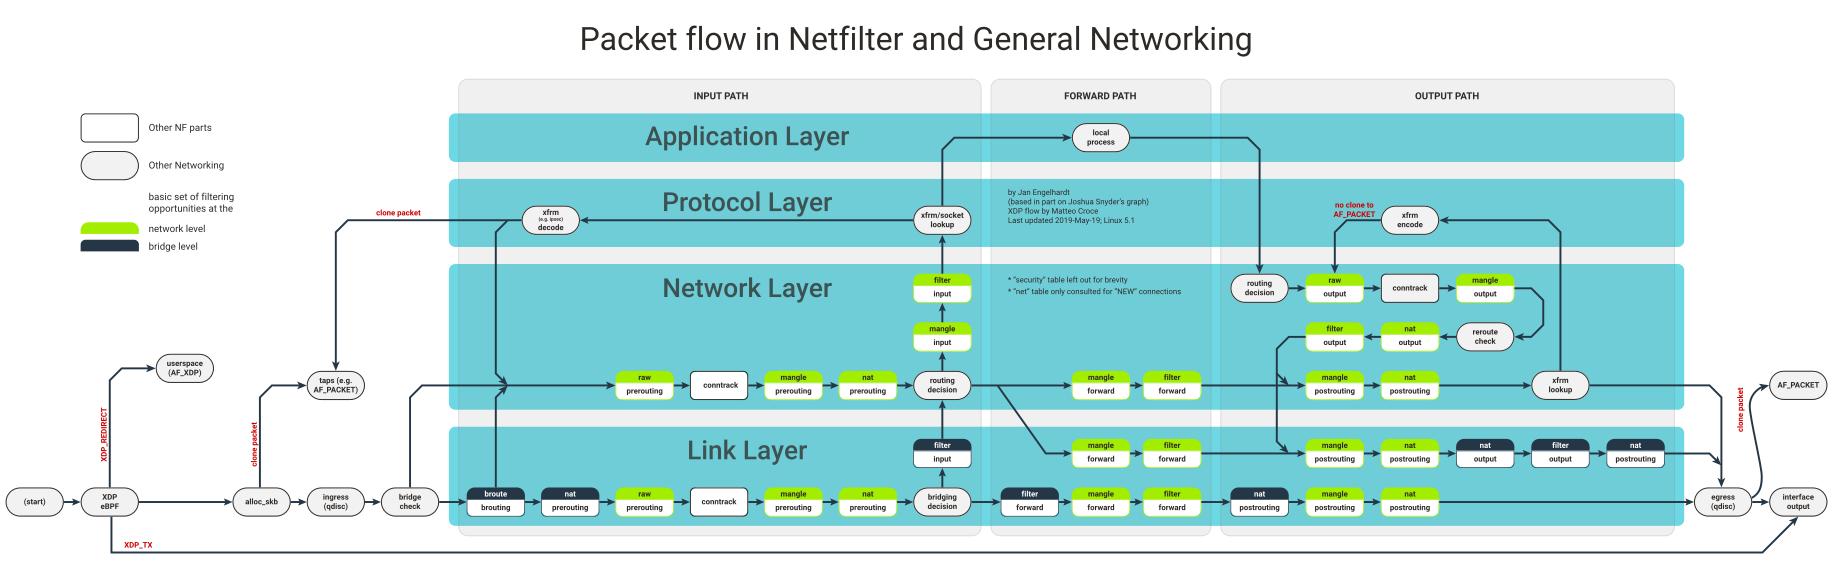 Packet flow in Netfilter and General Networking
INPUT PATH
FORWARD PATH
OUTPUT PATH
Other NF parts
Other Networking
basic set of filtering
opportunities at the
network level
bridge level
Application Layer
local
process
Protocol Layer
by Jan Engelhardt
(based in part on Joshua Snyder's graph)
XDP flow by Matteo Croce
Last updated 2019-May-19; Linux 5.1
clone packet
xfrm
(e.g. ipsec)
decode
xfrm/socket
lookup
no clone to
AF_PACKET
xfrm
encode
Network Layer
* "security" table left out for brevity
* "net" table only consulted for "NEW" connections
filter
input
mangle
input
routing
decision
raw
output
conntrack
mangle
output
filter
output
nat
output
reroute
check
userspace
(AF_XDP)
taps (e.g.
AF_PACKET)
raw
prerouting
conntrack
mangle
prerouting
nat
prerouting
routing
decision
mangle
forward
filter
forward
mangle
postrouting
nat
postrouting
xfrm
lookup
AF_PACKET
XDP_REDIRECT
clone packet
clone packet
Link Layer
filter
input
mangle
forward
filter
forward
mangle
postrouting
nat
postrouting
nat
output
filter
output
nat
postrouting
(start)
XDP
eBPF
alloc_skb
ingress
(qdisc)
bridge
check
broute
brouting
nat
prerouting
raw
prerouting
conntrack
mangle
prerouting
nat
prerouting
bridging
decision
filter
forward
mangle
forward
filter
forward
nat
postrouting
mangle
postrouting
nat
postrouting
egress
(qdisc)
interface
output
XDP_TX